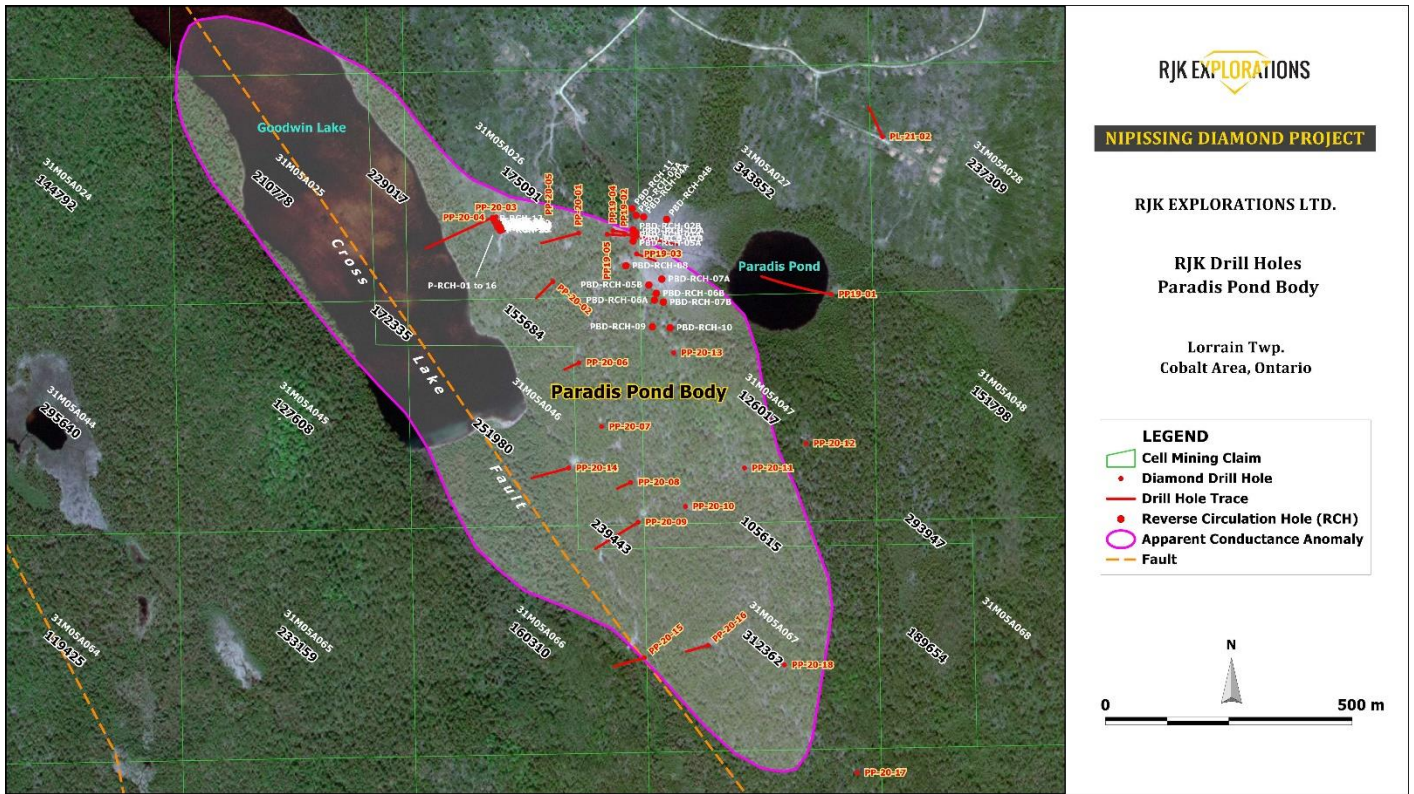 Goodwin Lake
31M05A024
144792
31M05A025
210778
229017
31M05A026
175091
31M05A027
343852
31M05A028
237309
PL-21-02
PP-20-05
PP-20-01
PP19-04
PP19-02
PBD-RCH-11
PBD-RCH-04A
PBD-RCH-04B
PP-20-03
PP-20-04
P-RCH-01 to 16
PBD-RCH-02B
PBD-RCH-05A
PP19-05
PP19-03
PBD-RCH-08
PBD-RCH-07A
PBD-RCH-05B
PBD-RCH-06B
PBD-RCH-06A
PBD-RCH-07B
PBD-RCH-09
PBD-RCH-10
Paradis Pond
PP19-01
PP-20-02
155684
172335
Cross
Lake
Fault
PP-20-13
PP-20-06
Paradis Pond Body
31M05A044
295640
31M05A045
127608
31M05A046
251980
31M05A047
126017
31M05A048
151798
PP-20-07
PP-20-12
PP-20-14
PP-20-11
PP-20-08
PP-20-10
PP-20-09
239443
105615
293947
31M05A064
119425
31M05A065
233159
31M05A066
160310
31M05A067
312362
31M05A068
189654
PP-20-15
PP-20-16
PP-20-18
PP-20-17
RJK EXPLORATIONS
NIPISSING DIAMOND PROJECT
RJK EXPLORATIONS LTD.
RJK Drill Holes
Paradis Pond Body
Lorrain Twp.
Cobalt Area, Ontario
LEGEND
Cell Mining Claim
Diamond Drill Hole
Drill Hole Trace
Reverse Circulation Hole (RCH)
Apparent Conductance Anomaly
Fault
N
0 500 m